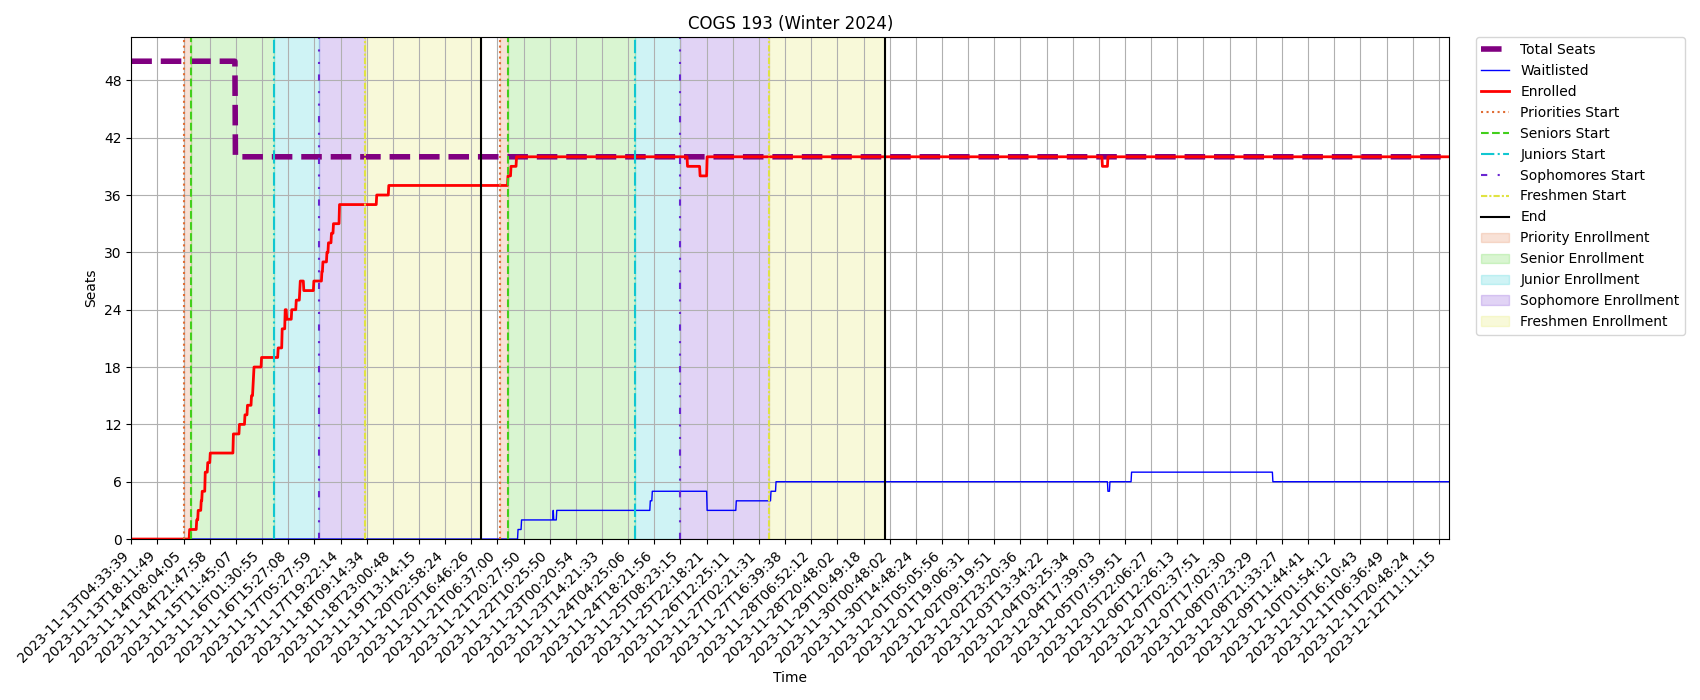 COGS 193 (Winter 2024)
Seats
48
42
36
30
24
18
12
6
0
2023-11-13T04:33:39
2023-11-13T18:11:49
2023-11-14T08:04:05
2023-11-14T21:47:58
2023-11-15T11:45:07
2023-11-16T01:30:55
2023-11-16T15:27:08
2023-11-17T05:27:59
2023-11-17T19:22:14
2023-11-18T09:14:34
2023-11-18T23:00:48
2023-11-19T13:14:15
2023-11-20T02:58:24
2023-11-20T16:46:26
2023-11-21T06:37:00
2023-11-21T20:27:50
2023-11-22T10:25:50
2023-11-23T00:20:54
2023-11-23T14:21:33
2023-11-24T04:25:06
2023-11-24T18:21:56
2023-11-25T08:23:15
2023-11-25T22:18:21
2023-11-26T12:25:11
2023-11-27T02:21:31
2023-11-27T16:39:38
2023-11-28T06:52:12
2023-11-28T20:48:02
2023-11-29T10:49:18
2023-11-30T00:48:02
2023-11-30T14:48:24
2023-12-01T05:05:56
2023-12-01T19:06:31
2023-12-02T09:19:51
2023-12-02T23:20:36
2023-12-03T13:34:22
2023-12-04T03:25:34
2023-12-04T17:39:03
2023-12-05T07:59:51
2023-12-05T22:06:27
2023-12-06T12:26:13
2023-12-07T02:37:51
2023-12-07T17:02:30
2023-12-08T07:23:29
2023-12-08T21:33:27
2023-12-09T11:44:41
2023-12-10T01:54:12
2023-12-10T16:10:43
2023-12-11T06:36:49
2023-12-11T20:48:24
2023-12-12T11:11:15
Time
Total Seats
Waitlisted
Enrolled
Priorities Start
Seniors Start
Juniors Start
Sophomores Start
Freshmen Start
End
Priority Enrollment
Senior Enrollment
Junior Enrollment
Sophomore Enrollment
Freshmen Enrollment